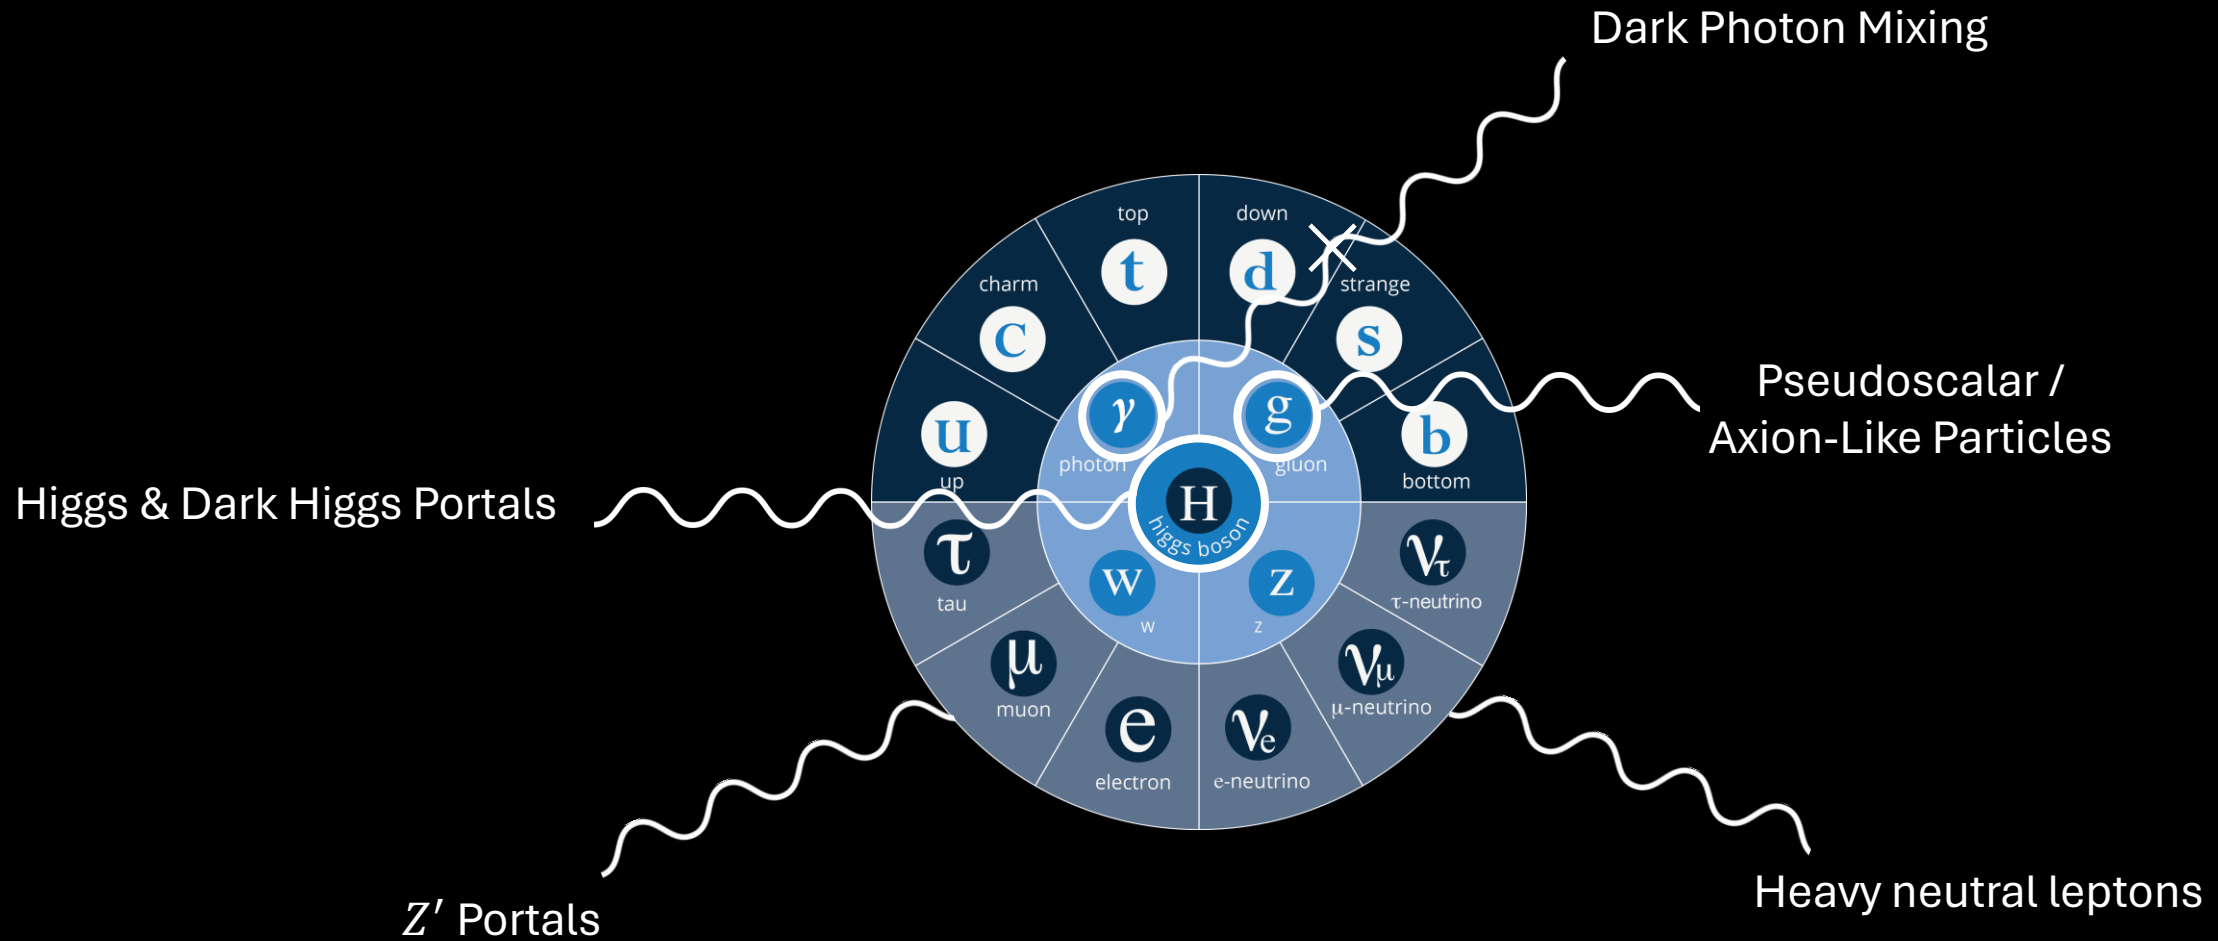 Dark Photon Mixing
top
t
down
d
charm
c
strange
s
Pseudoscalar /
Axion-Like Particles
u
up
γ
photon
g
gluon
b
bottom
Higgs & Dark Higgs Portals
H
higgs boson
τ
tau
w
w
z
z
ντ
τ-neutrino
μ
muon
νμ
μ-neutrino
e
electron
νe
e-neutrino
Z′ Portals
Heavy neutral leptons